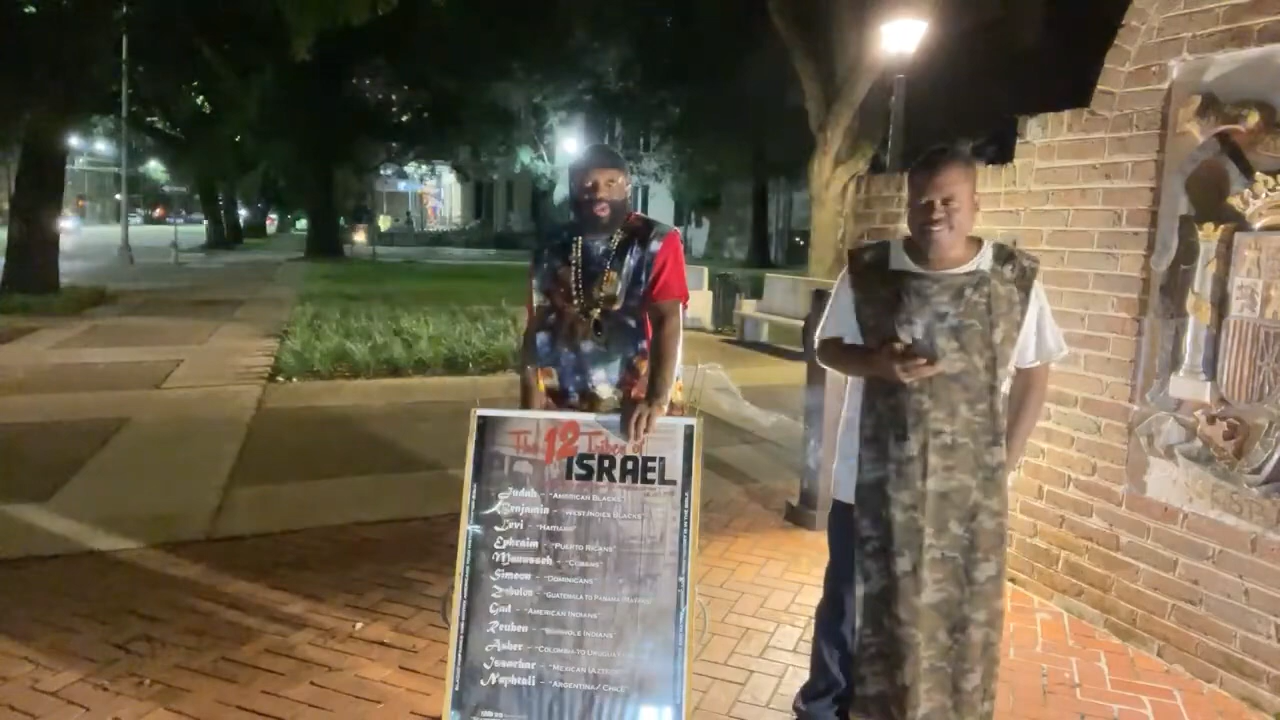 The 12 Tribes of
ISRAEL
Judah - "AMERICAN BLACKS"
Benjamin - "WEST INDIES BLACKS"
Levi - "HAITIANS"
Ephraim - "PUERTO RICANS"
Manasseh - "CUBANS"
Simeon - "DOMINICANS"
Zebulon - "GUATEMALA TO PANAMA
Gad - "AMERICAN INDIANS"
Reuben - "SEMINOLE INDIANS"
Asher - "COLOMBIA TO URUGUAY
Issachar - "MEXICAN
Naphtali - "ARGENTINA/ CHILE"